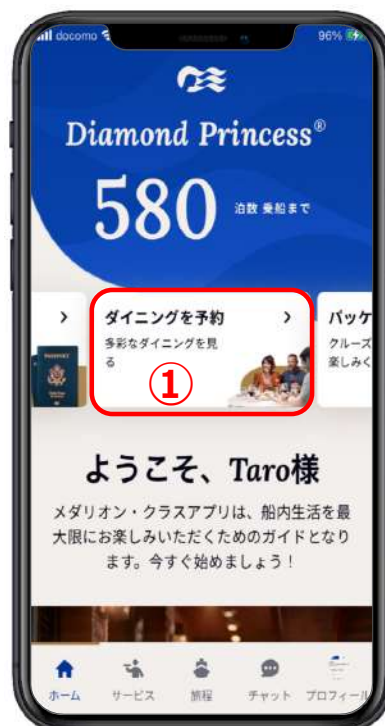 docomo
96%
Diamond Princess®
580 泊数 乗船まで
ダイニングを予約
多彩なダイニングを見
る
①
パッケ
クルーズ
楽しみく
PASSPORT
ようこそ、Taro様
メダリオン・クラスアプリは、船内生活を最
大限にお楽しみいただくためのガイドとなり
ます。今すぐ始めましょう！
ホーム サービス 旅程 チャット プロフィール